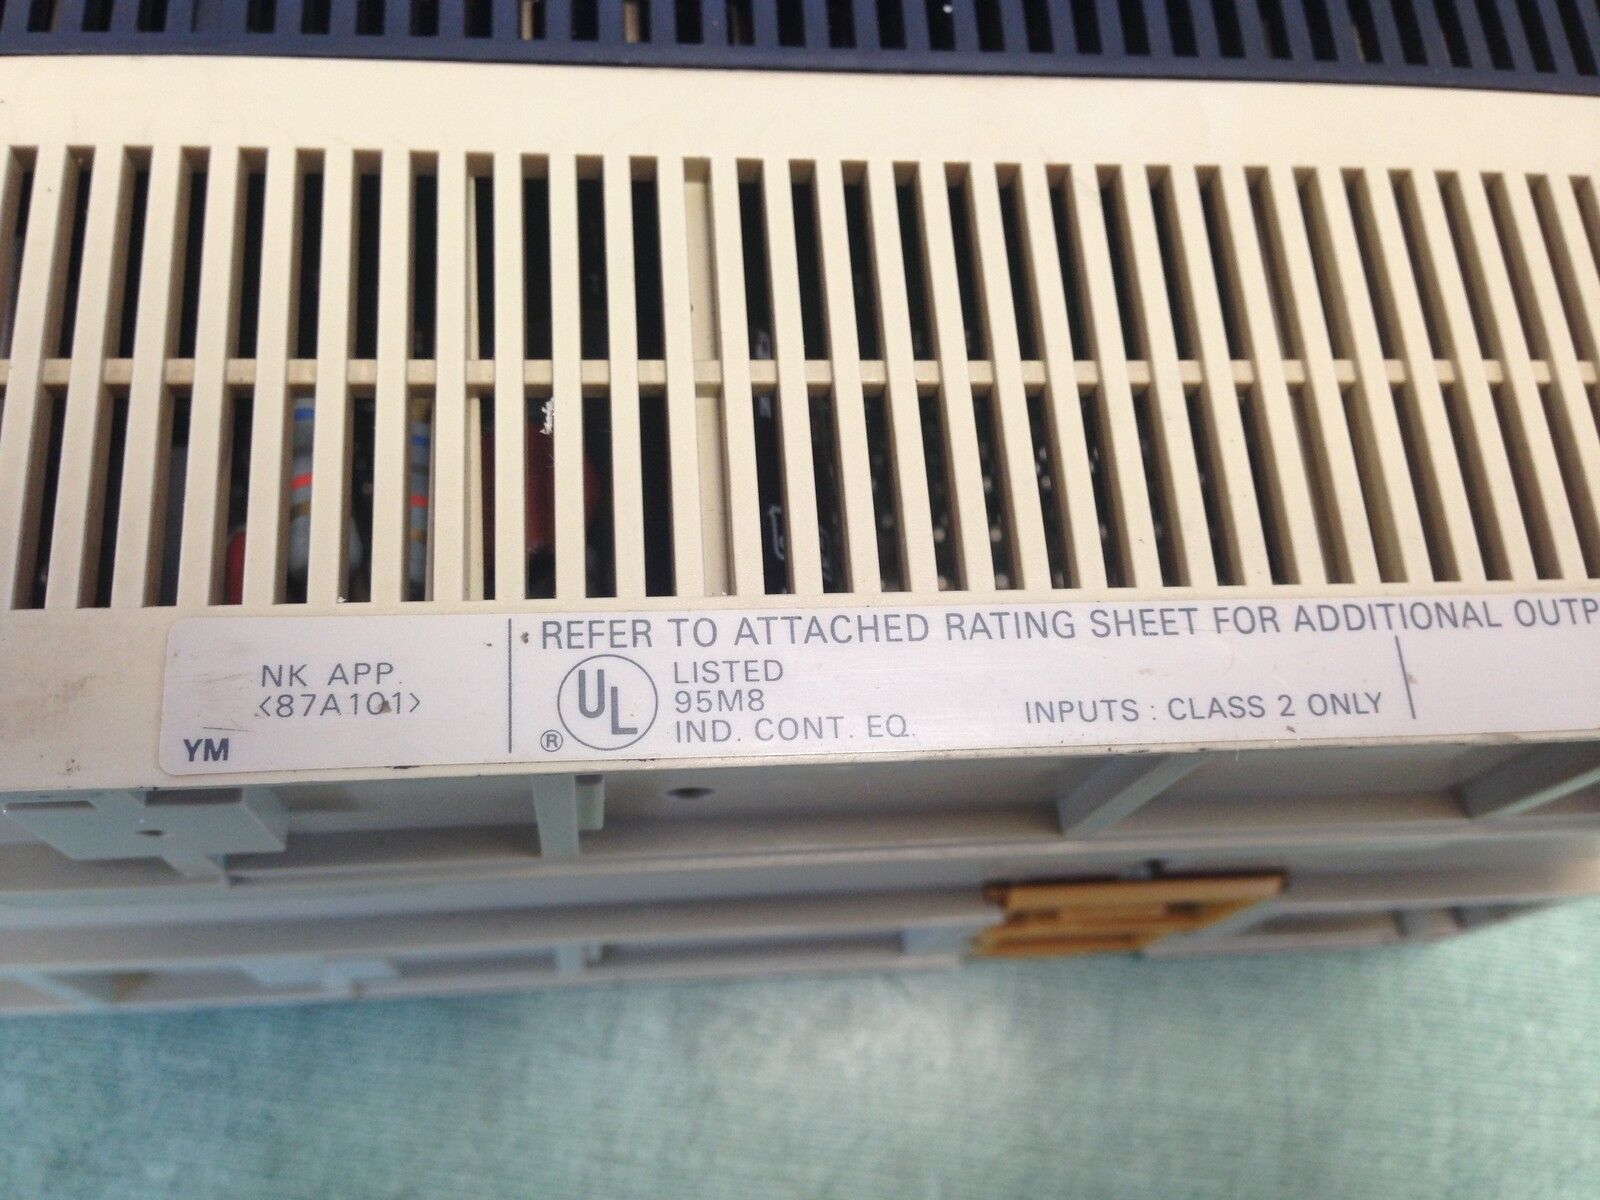 REFER TO ATTACHED RATING SHEET FOR ADDITIONAL OUTP
NK APP.
<87A101>
YM
UL
®
LISTED
95M8
IND. CONT. EQ.
INPUTS : CLASS 2 ONLY